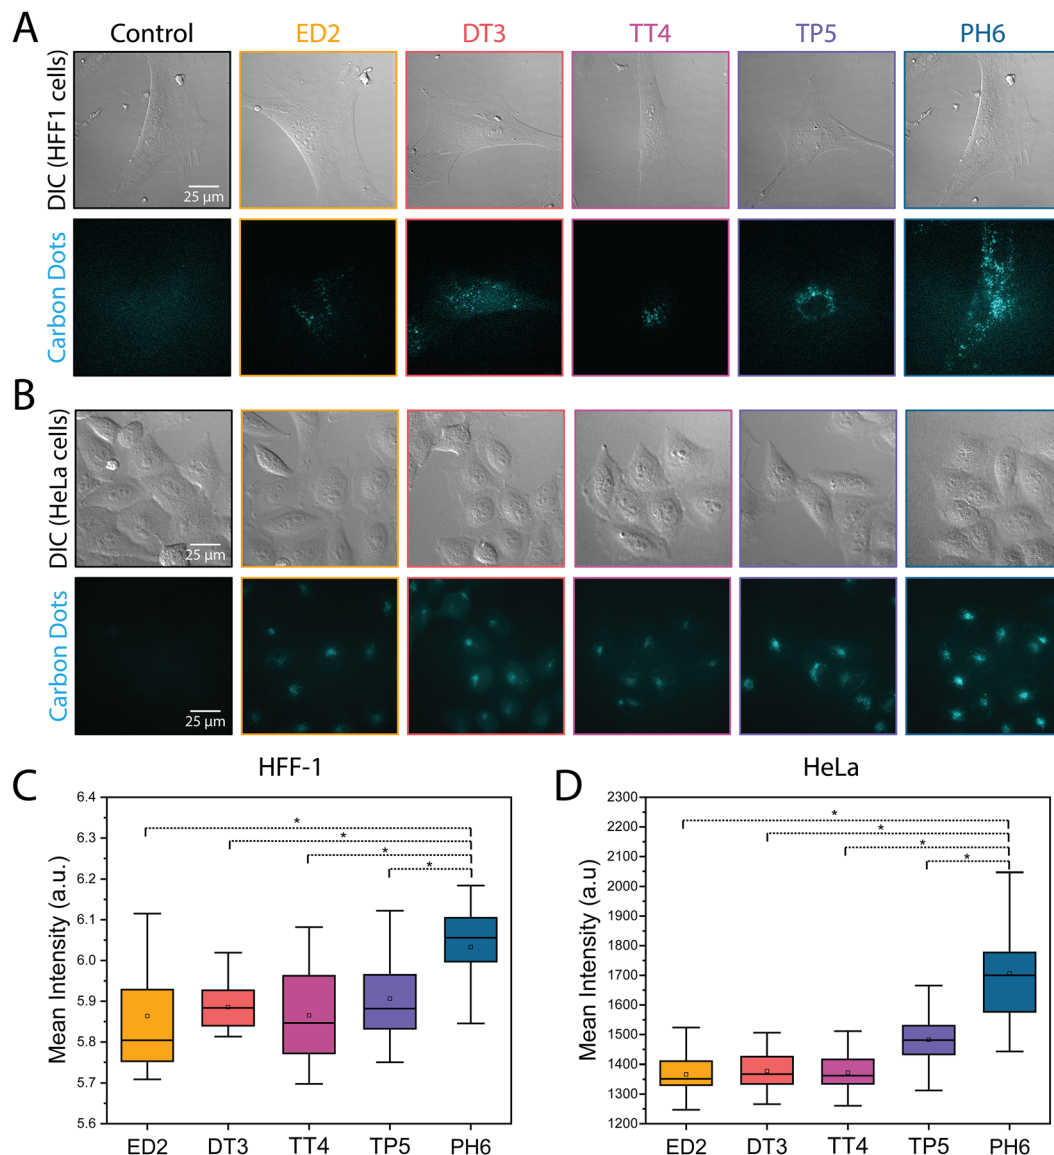 A
Control ED2 DT3 TT4 TP5 PH6
DIC (HFF1 cells)
25 µm
Carbon Dots
B
DIC (HeLa cells)
25 µm
Carbon Dots
25 µm
C
HFF-1
Mean Intensity (a.u.)
6.4
6.3
6.2
6.1
6.0
5.9
5.8
5.7
5.6
*
*
*
*
ED2 DT3 TT4 TP5 PH6
D
HeLa
Mean Intensity (a.u)
2300
2200
2100
2000
1900
1800
1700
1600
1500
1400
1300
1200
*
*
*
*
ED2 DT3 TT4 TP5 PH6